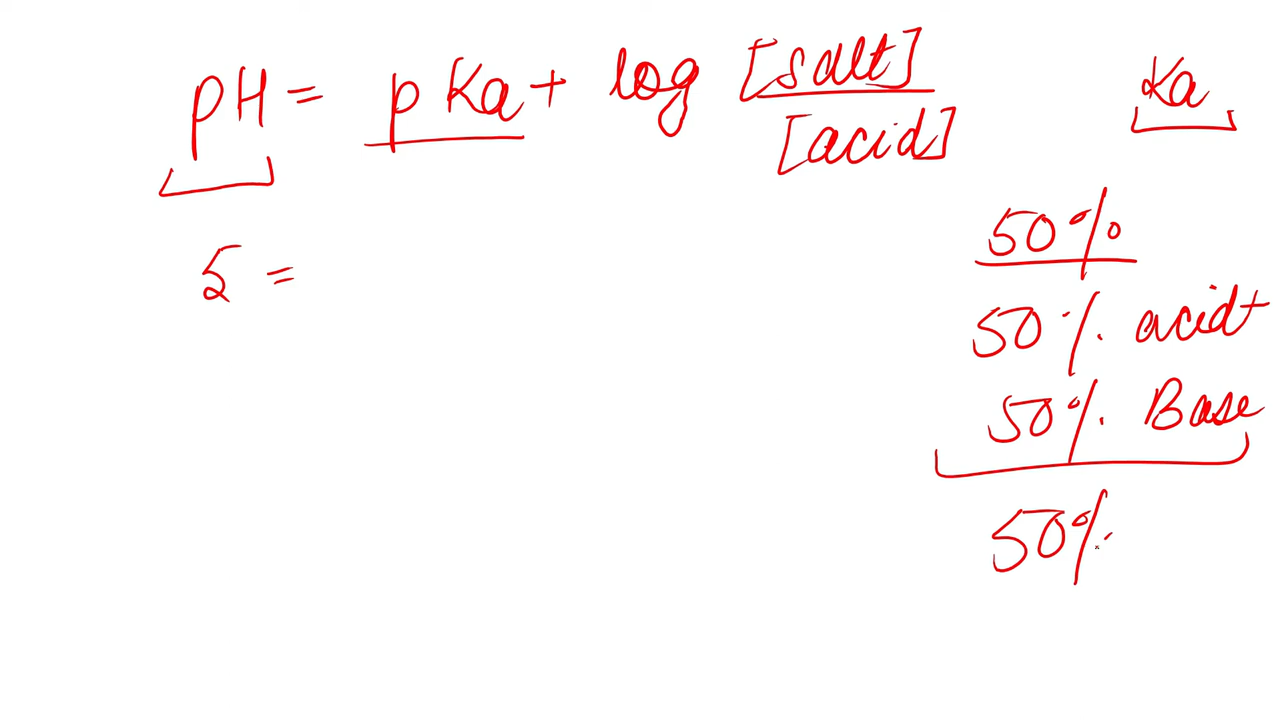 pH = pKa + log [salt] / [acid]
Ka
5 =
50%
50% acid+
50% Base
50%